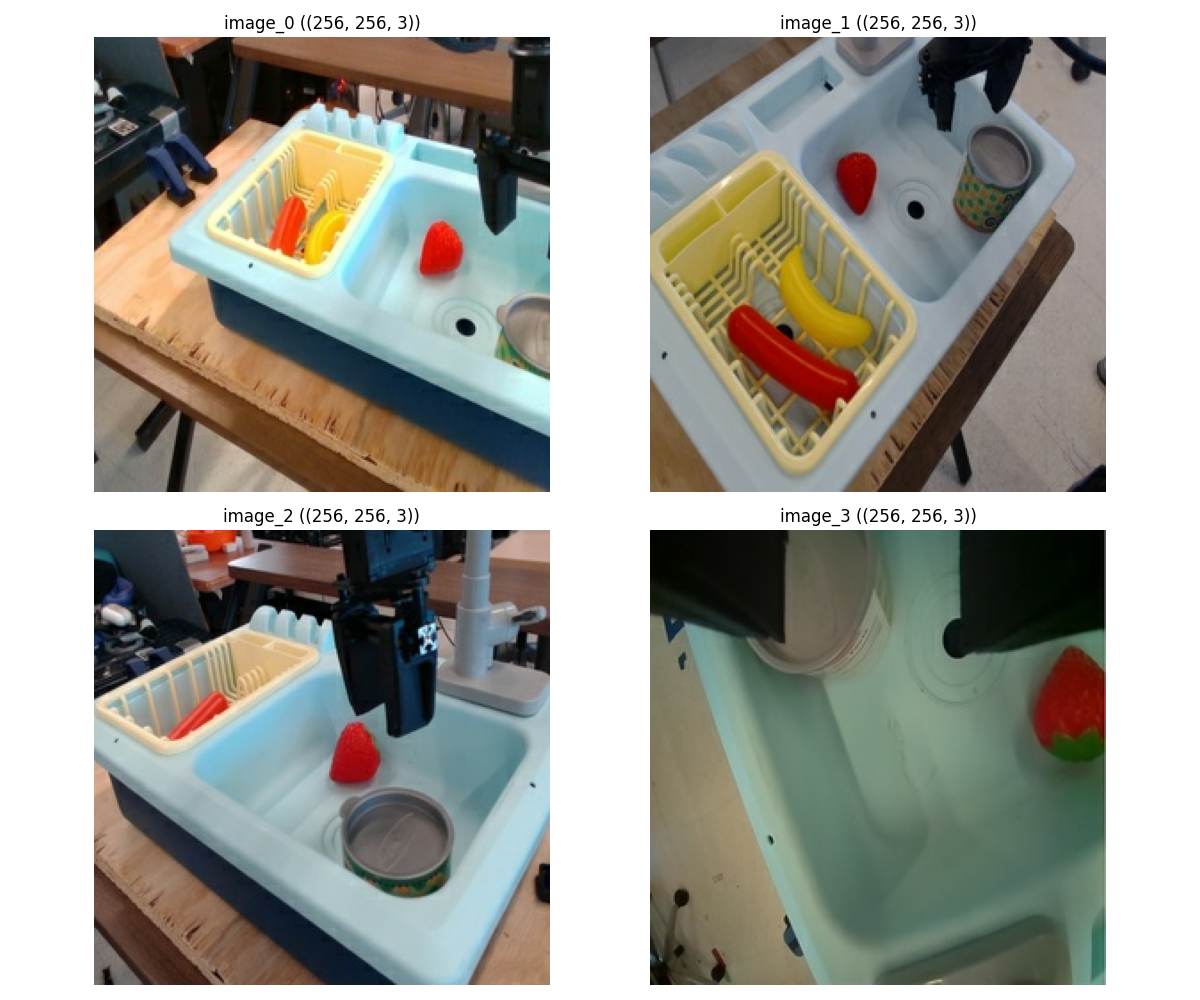 image_0 ((256, 256, 3))
image_1 ((256, 256, 3))
image_2 ((256, 256, 3))
image_3 ((256, 256, 3))